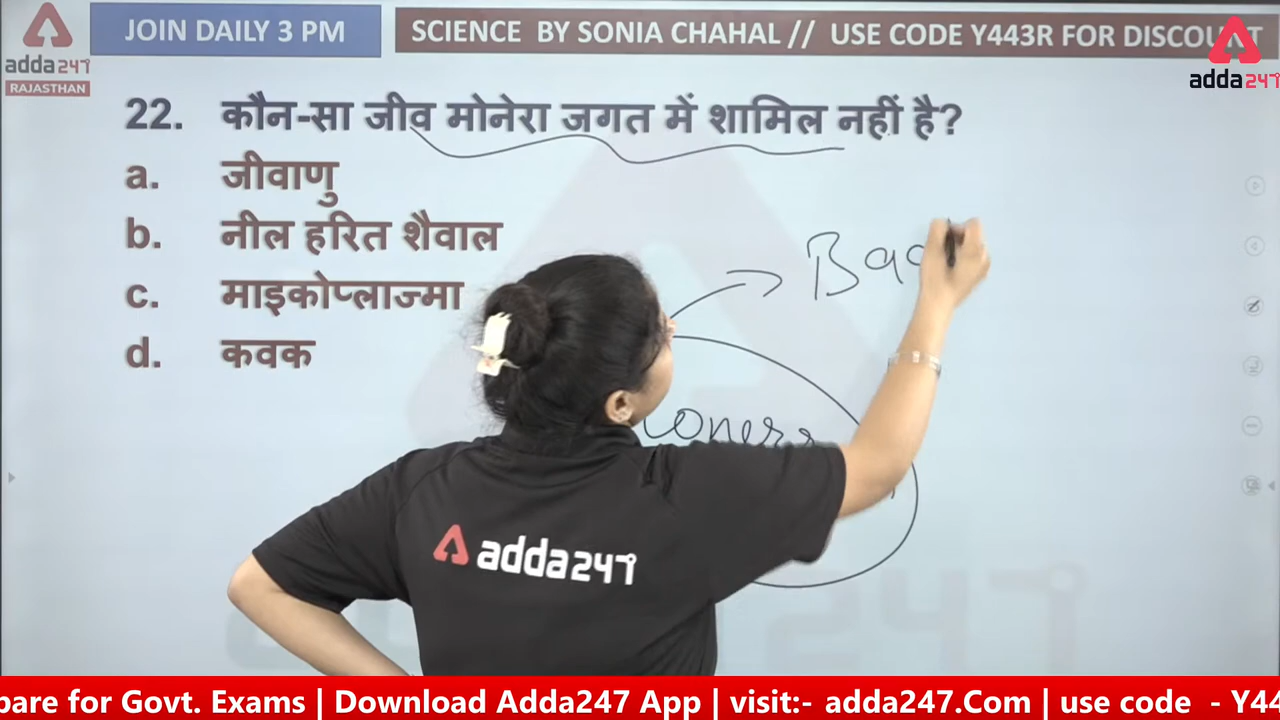 JOIN DAILY 3 PM
SCIENCE BY SONIA CHAHAL // USE CODE Y443R FOR DISCOUNT
adda247
RAJASTHAN
adda247
22. कौन-सा जीव मोनेरा जगत में शामिल नहीं है?
a. जीवाणु
b. नील हरित शैवाल
c. माइकोप्लाज्मा
d. कवक
Bac
adda247
pare for Govt. Exams | Download Adda247 App | visit:- adda247.Com | use code - Y44